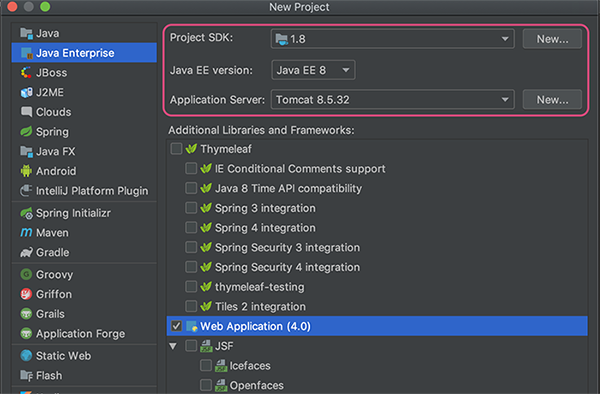 New Project
Java
Java Enterprise
JBoss
J2ME
Clouds
Spring
Java FX
Android
IntelliJ Platform Plugin
Spring Initializr
Maven
Gradle
Groovy
Griffon
Grails
Application Forge
Static Web
Flash
Project SDK: 1.8 New...
Java EE version: Java EE 8
Application Server: Tomcat 8.5.32 New...
Additional Libraries and Frameworks:
Thymeleaf
IE Conditional Comments support
Java 8 Time API compatibility
Spring 3 integration
Spring 4 integration
Spring Security 3 integration
Spring Security 4 integration
thymeleaf-testing
Tiles 2 integration
Web Application (4.0)
JSF
Icefaces
Openfaces